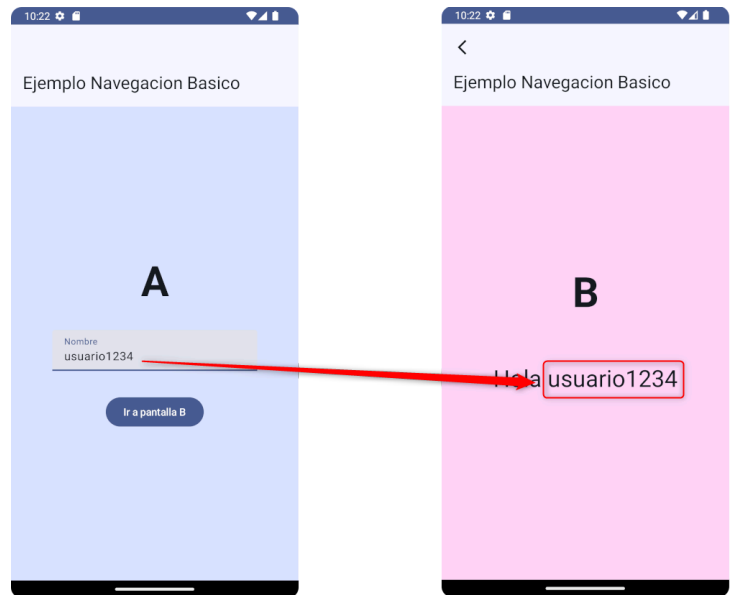 10:22
Ejemplo Navegacion Basico
A
Nombre
usuario1234
Ir a pantalla B
10:22
Ejemplo Navegacion Basico
B
Hola usuario1234